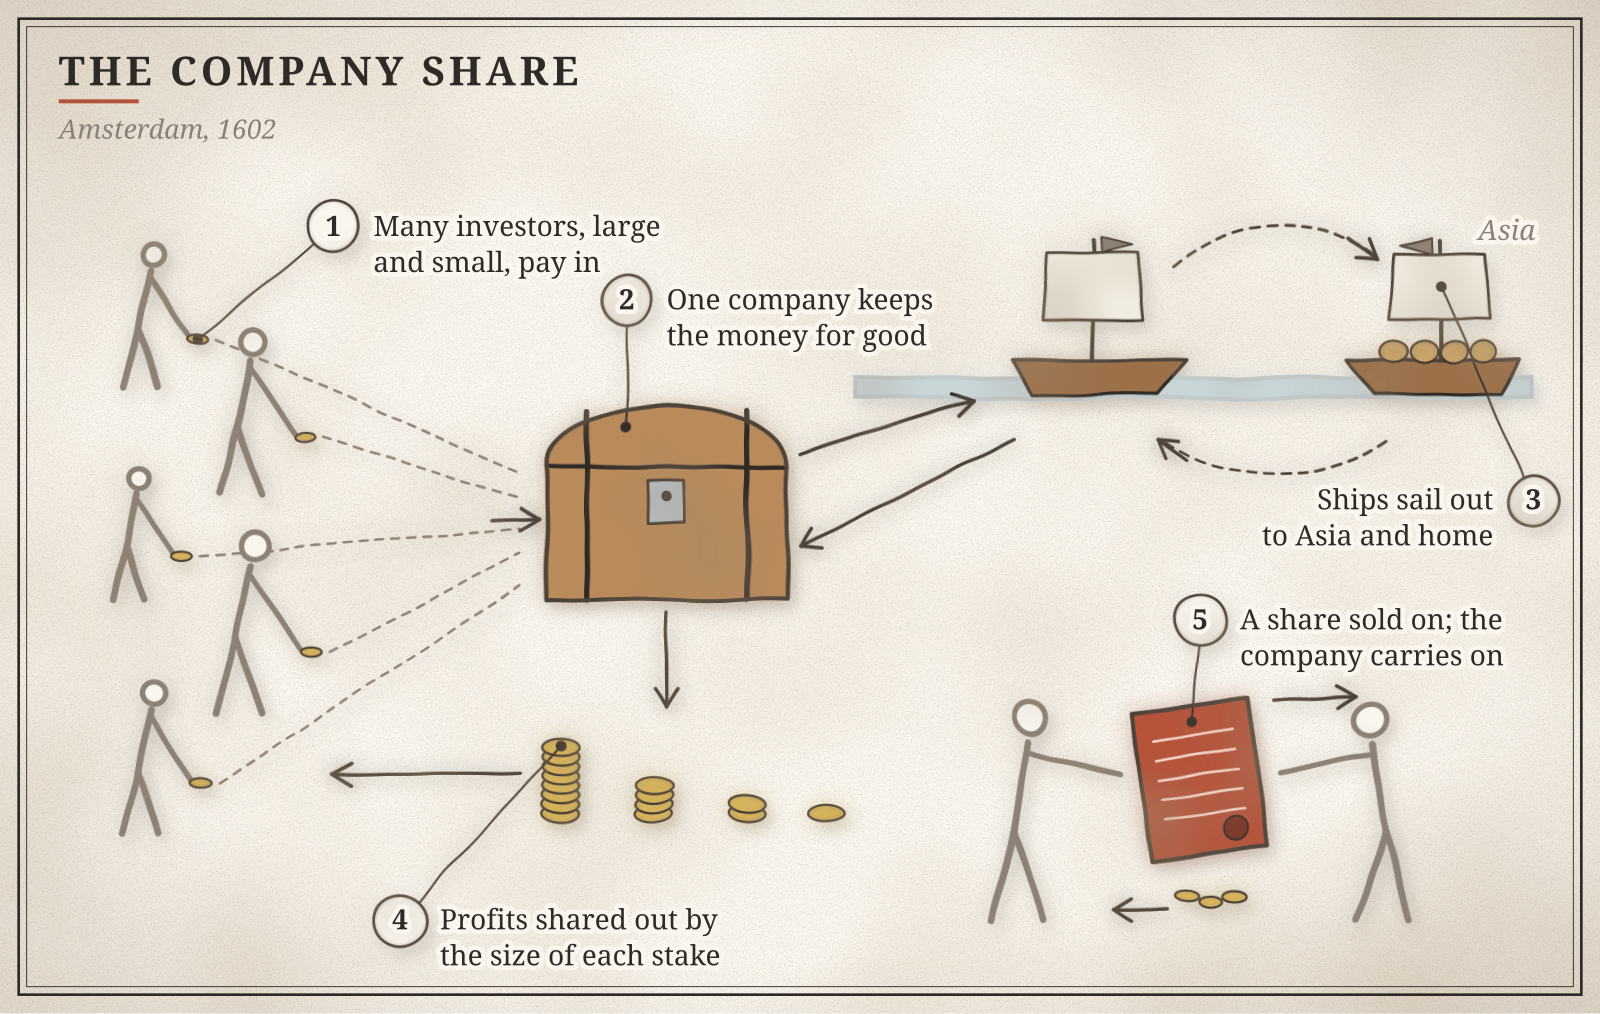 THE COMPANY SHARE
Amsterdam, 1602
1
Many investors, large
and small, pay in
2
One company keeps
the money for good
Asia
3
Ships sail out
to Asia and home
5
A share sold on; the
company carries on
4
Profits shared out by
the size of each stake